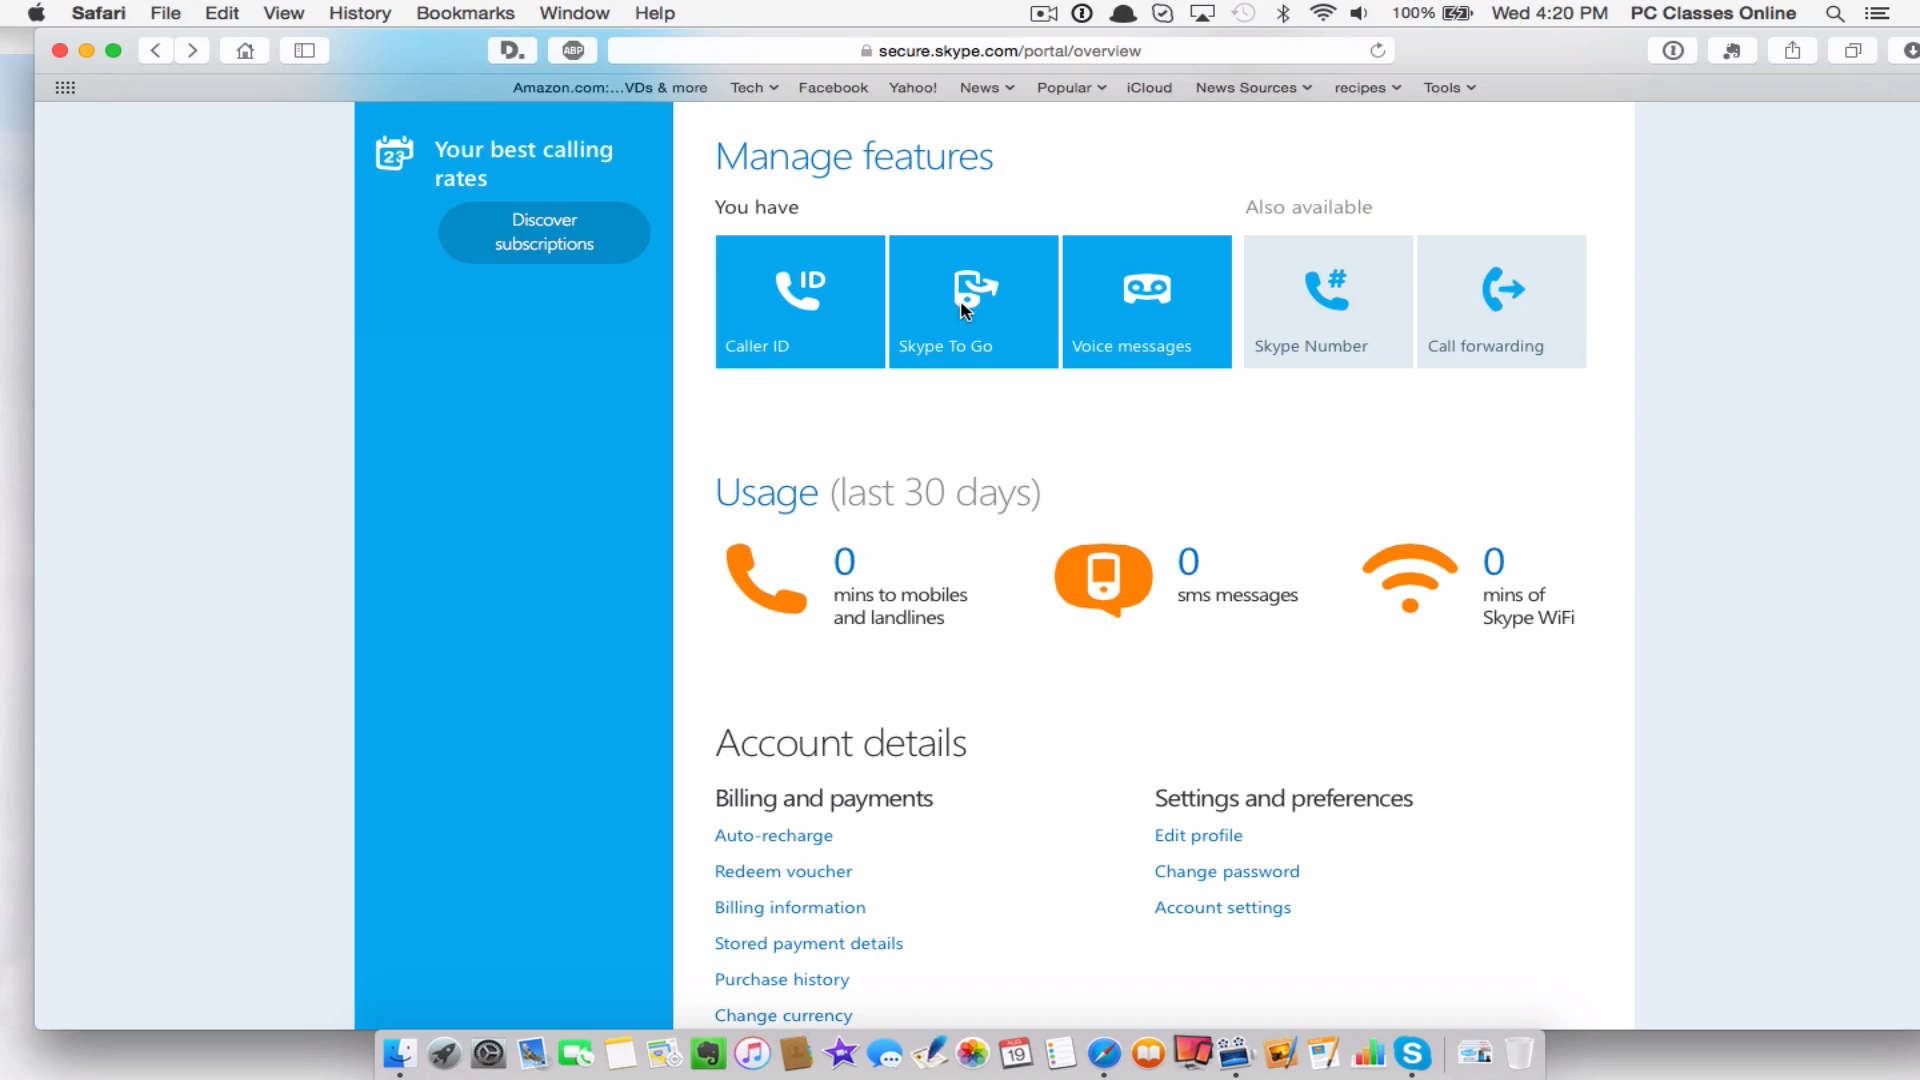 Safari File Edit View History Bookmarks Window Help 100% Wed 4:20 PM PC Classes Online
D. ABP secure.skype.com/portal/overview
Amazon.com:...VDs & more Tech Facebook Yahoo! News Popular iCloud News Sources recipes Tools
23 Your best calling
rates
Discover
subscriptions
Manage features
You have Also available
ID #
Caller ID Skype To Go Voice messages Skype Number Call forwarding
Usage (last 30 days)
0 0 0
mins to mobiles
and landlines
sms messages
mins of
Skype WiFi
Account details
Billing and payments
Auto-recharge
Redeem voucher
Billing information
Stored payment details
Purchase history
Change currency
Settings and preferences
Edit profile
Change password
Account settings
AUG
19
S